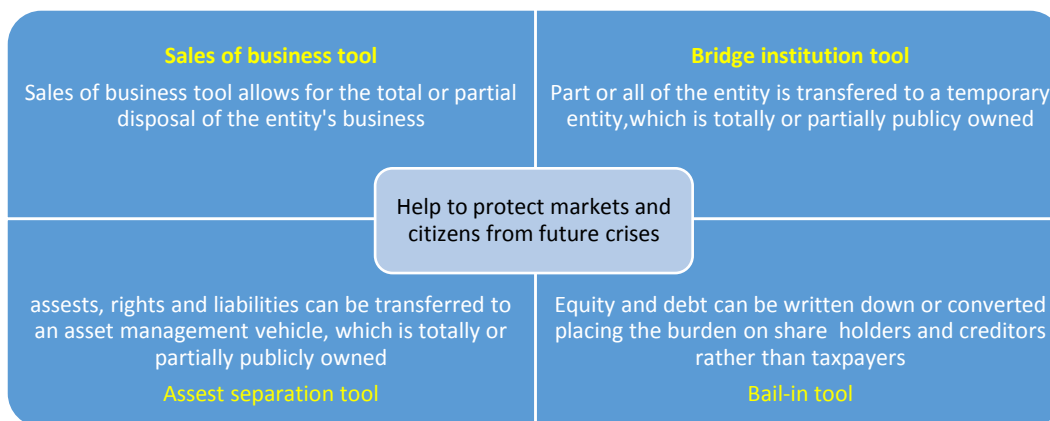 Sales of business tool
Sales of business tool allows for the total or partial
disposal of the entity's business
Bridge institution tool
Part or all of the entity is transfered to a temporary
entity,which is totally or partially publicy owned
Help to protect markets and
citizens from future crises
assests, rights and liabilities can be transferred to
an asset management vehicle, which is totally or
partially publicly owned
Assest separation tool
Equity and debt can be written down or converted
placing the burden on share holders and creditors
rather than taxpayers
Bail-in tool